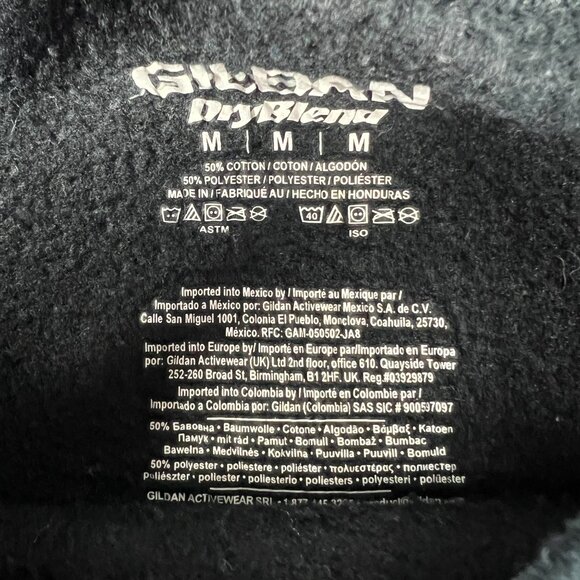 GILDAN
DryBlend
M | M | M
50% COTTON / COTON / ALGODÓN
50% POLYESTER / POLYESTER / POLIÉSTER
MADE IN / FABRIQUÉ AU / HECHO EN HONDURAS
40
ASTM ISO
Imported into Mexico by / Importé au Mexique par /
Importado a México por: Gildan Activewear Mexico S.A. de C.V.
Calle San Miguel 1001, Colonia El Pueblo, Monclova, Coahuila, 25730,
México. RFC: GAM-050502-JA8
Imported into Europe by/ Importé en Europe par/Importado en Europa
por: Gildan Activewear (UK) Ltd 2nd floor, office 610. Quayside Tower
252-260 Broad St, Birmingham, B1 2HF. UK. Reg.#03929879
Imported into Cólombia by / Importé en Colombie par /
Importado a Colombia por: Gildan (Colombia) SAS SIC # 900597097
50% Бавовна • Baumwolle • Cotone • Algodão • Βάμβαξ • Katoen
Памук • mit råd • Pamut • Bomull • Bombaž • Bumbac
Bawełna • Medvilnės • Kokvilna • Puuvilla • Puuvill • Bomuld
50% polyester • poliestere • poliéster • πολυεστέρας • полиестер
Poliészter • poliester • poliesterio • poliesters • polyesteri • polüester
GILDAN ACTIVEWEAR SRL •